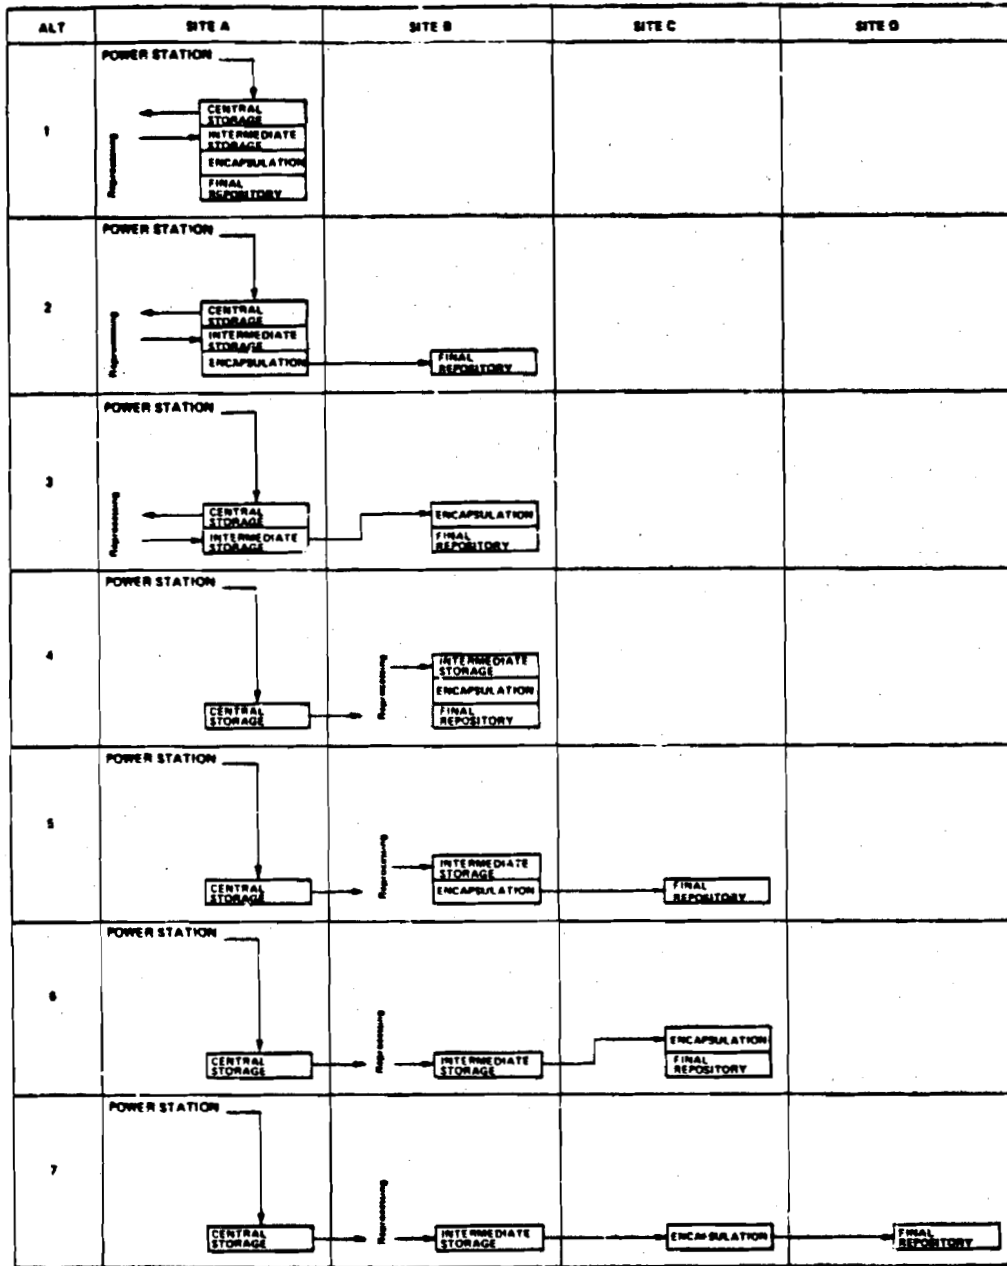 ALT SITE A SITE B SITE C SITE D
POWER STATION
1
Reprocessing
CENTRAL
STORAGE
INTERMEDIATE
STORAGE
ENCAPSULATION
FINAL
REPOSITORY
POWER STATION
2
Reprocessing
CENTRAL
STORAGE
INTERMEDIATE
STORAGE
ENCAPSULATION
FINAL
REPOSITORY
POWER STATION
3
Reprocessing
CENTRAL
STORAGE
INTERMEDIATE
STORAGE
ENCAPSULATION
FINAL
REPOSITORY
POWER STATION
4
CENTRAL
STORAGE
Reprocessing
INTERMEDIATE
STORAGE
ENCAPSULATION
FINAL
REPOSITORY
POWER STATION
5
CENTRAL
STORAGE
Reprocessing
INTERMEDIATE
STORAGE
ENCAPSULATION
FINAL
REPOSITORY
POWER STATION
6
CENTRAL
STORAGE
Reprocessing
INTERMEDIATE
STORAGE
ENCAPSULATION
FINAL
REPOSITORY
POWER STATION
7
CENTRAL
STORAGE
Reprocessing
INTERMEDIATE
STORAGE
ENCAPSULATION
FINAL
REPOSITORY